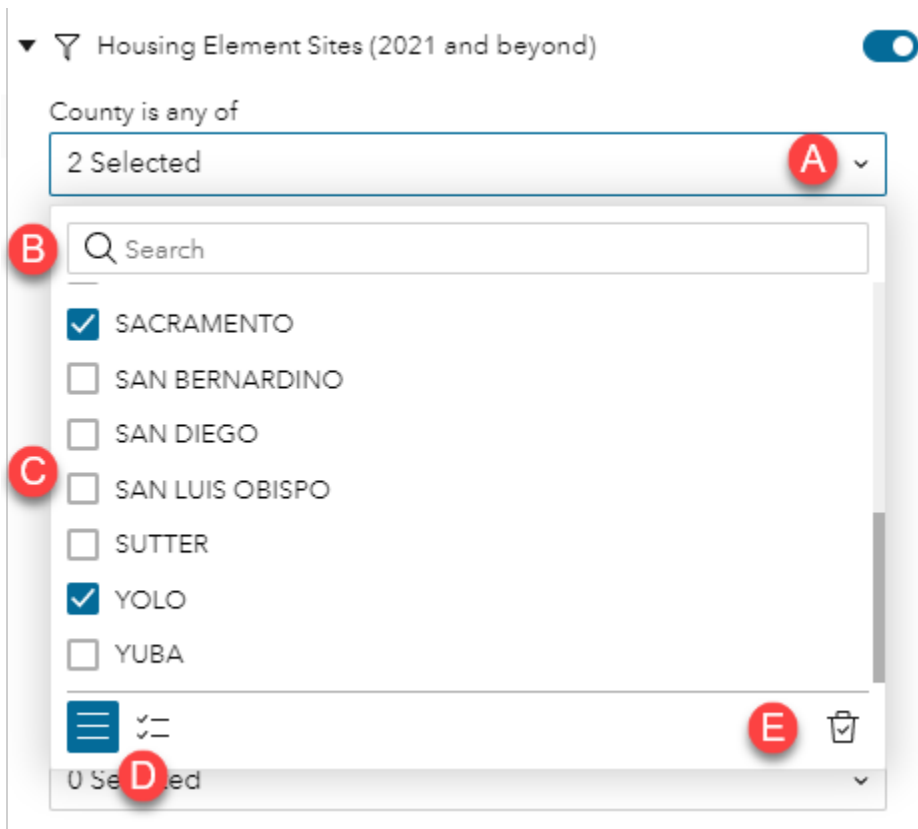 Housing Element Sites (2021 and beyond)
County is any of
2 Selected
A
B
Search
SACRAMENTO
SAN BERNARDINO
SAN DIEGO
C
SAN LUIS OBISPO
SUTTER
YOLO
YUBA
E
D
0 Se ed